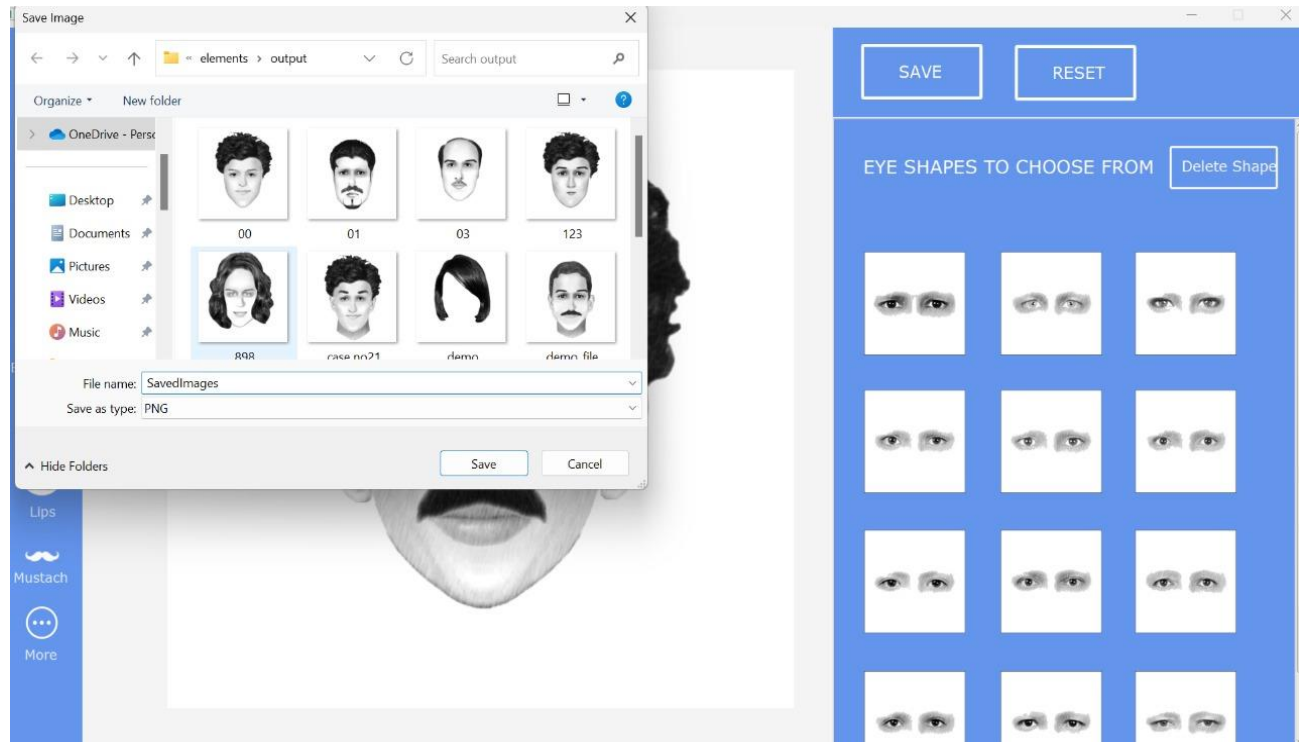 Save Image
« elements › output
Search output
Organize
New folder
OneDrive - Perso
Desktop
Documents
Pictures
Videos
Music
00
01
03
123
898
case no21
demo
demo file
File name: SavedImages
Save as type: PNG
Hide Folders
Save
Cancel
Lips
Mustach
More
SAVE
RESET
EYE SHAPES TO CHOOSE FROM
Delete Shape